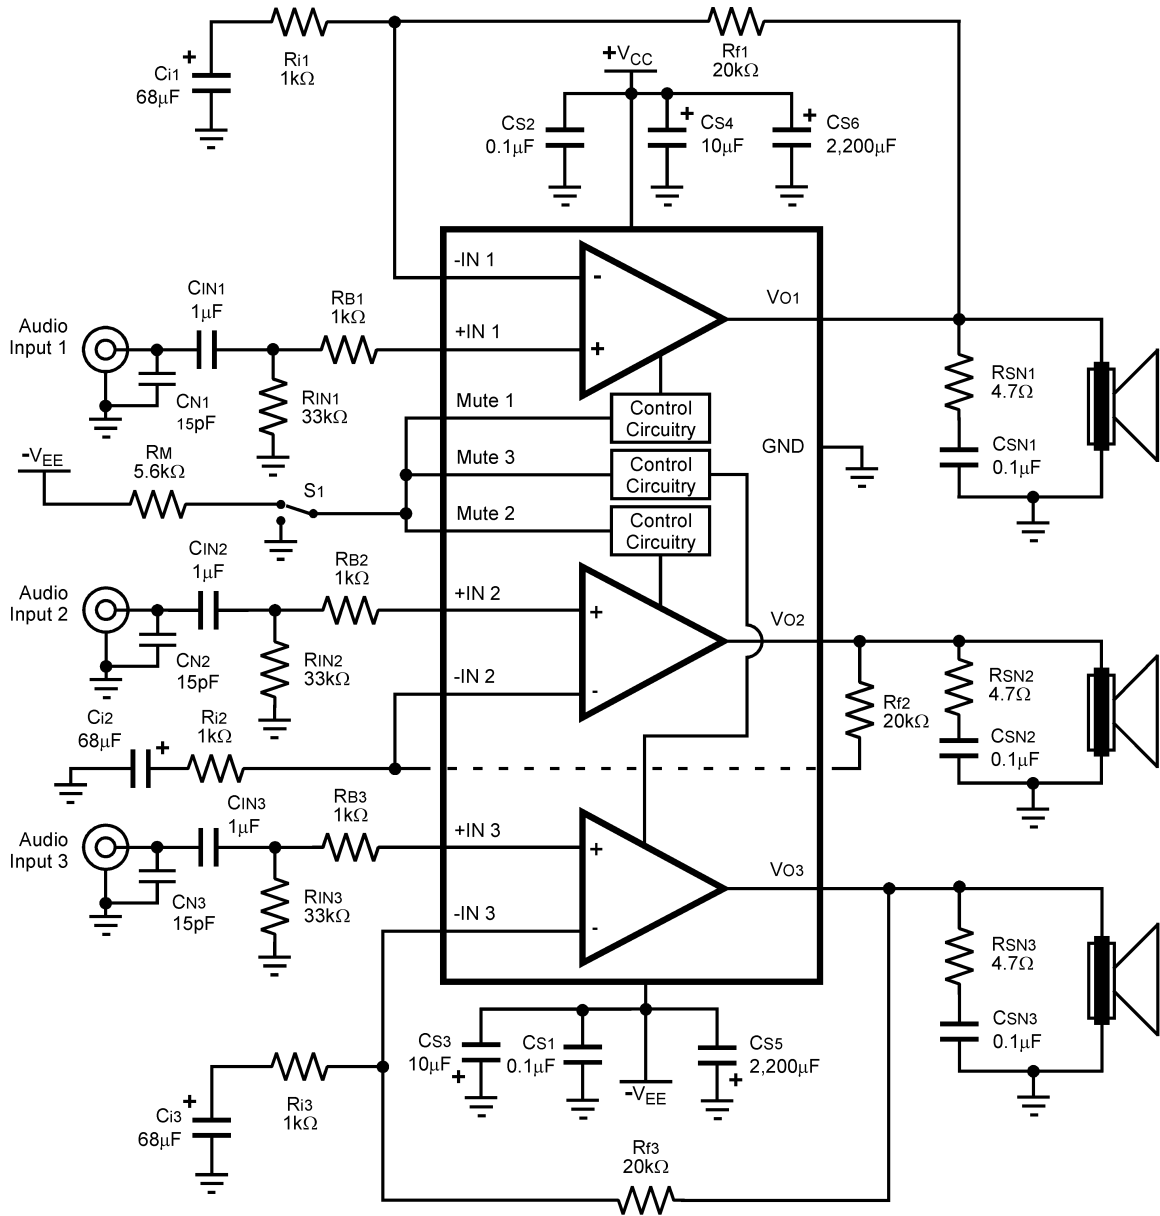 Ri1
1kΩ
Rf1
20kΩ
Ci1
68µF
+VCC
CS2
0.1µF
CS4
10µF
CS6
2,200µF
+
+
+
-IN 1
-
VO1
Audio
Input 1
CIN1
1µF
RB1
1kΩ
+IN 1
+
CN1
15pF
RIN1
33kΩ
RSN1
4.7Ω
CSN1
0.1µF
Mute 1
Control
Circuitry
GND
-VEE
RM
5.6kΩ
S1
Mute 3
Control
Circuitry
Mute 2
Control
Circuitry
Audio
Input 2
CIN2
1µF
RB2
1kΩ
+IN 2
+
VO2
CN2
15pF
RIN2
33kΩ
-IN 2
-
Rf2
20kΩ
RSN2
4.7Ω
CSN2
0.1µF
Ci2
68µF
+
Ri2
1kΩ
Audio
Input 3
CIN3
1µF
RB3
1kΩ
+IN 3
+
VO3
CN3
15pF
RIN3
33kΩ
-IN 3
-
RSN3
4.7Ω
CSN3
0.1µF
CS3
10µF
+
CS1
0.1µF
-VEE
CS5
2,200µF
+
Ci3
68µF
+
Ri3
1kΩ
Rf3
20kΩ